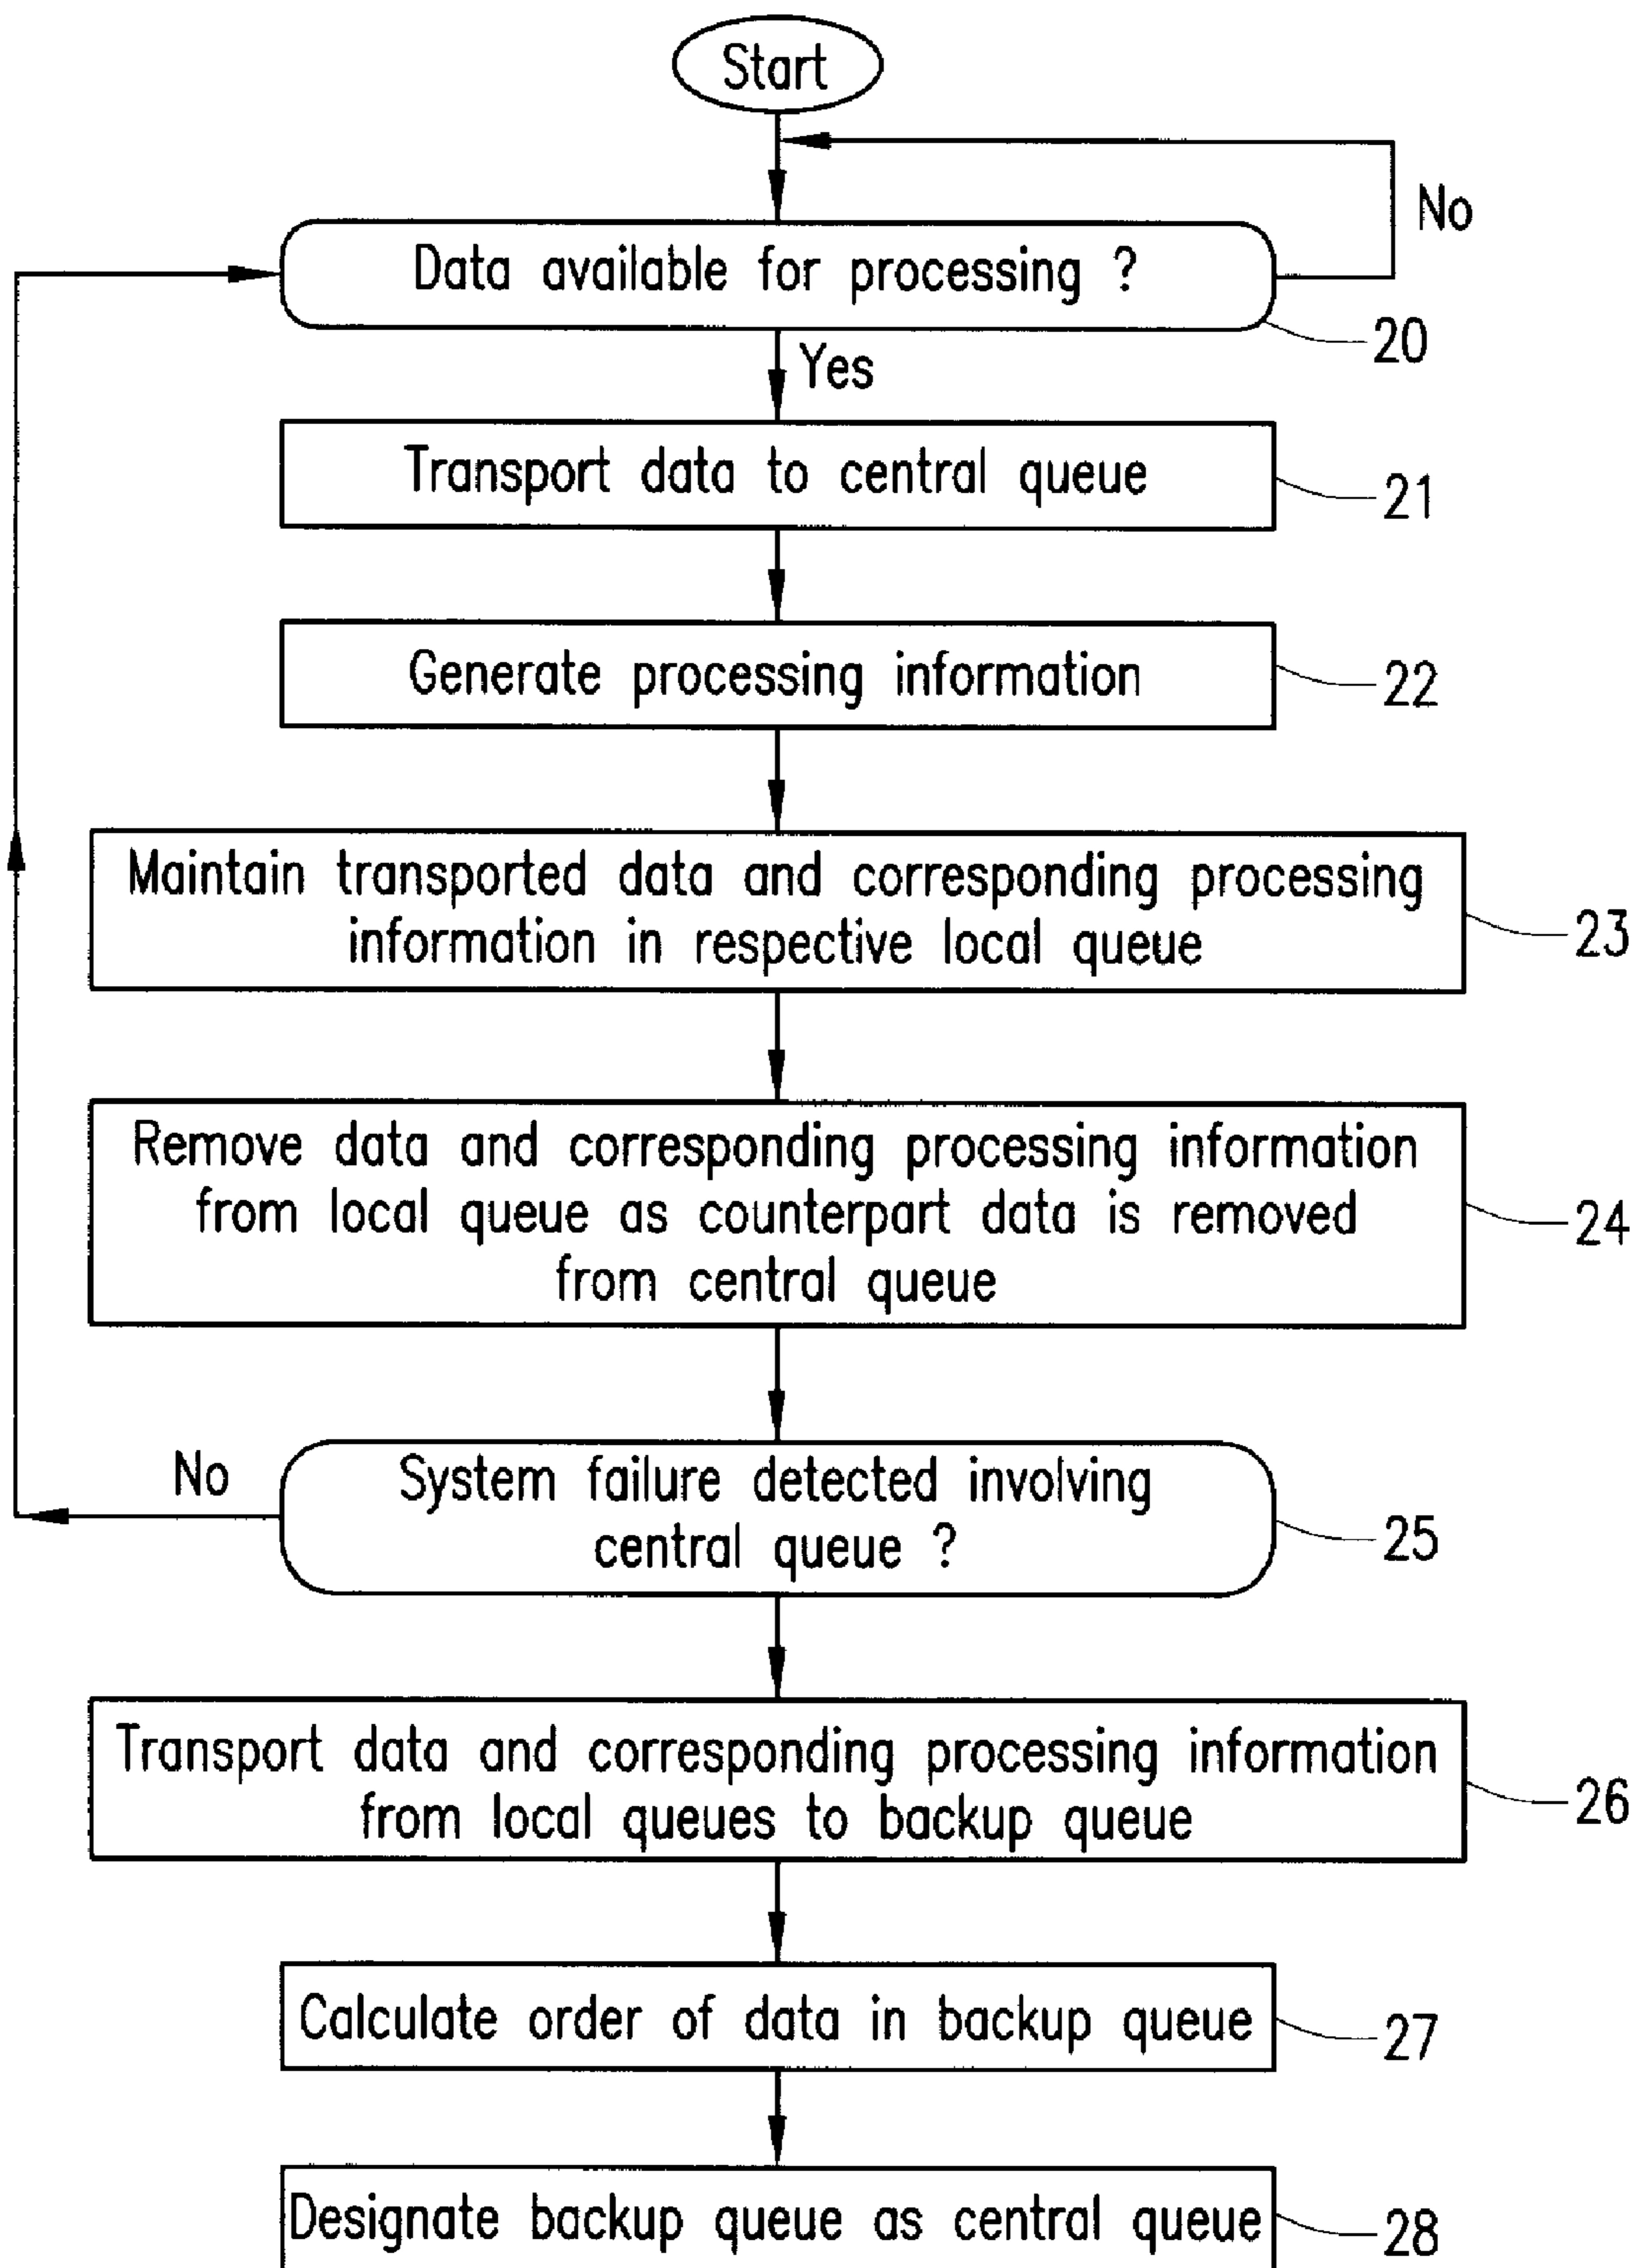 Start
No
Data available for processing ?
20
Yes
Transport data to central queue
21
Generate processing information
22
Maintain transported data and corresponding processing
information in respective local queue
23
Remove data and corresponding processing information
from local queue as counterpart data is removed
from central queue
24
No
System failure detected involving
central queue ?
25
Transport data and corresponding processing information
from local queues to backup queue
26
Calculate order of data in backup queue
27
Designate backup queue as central queue
28